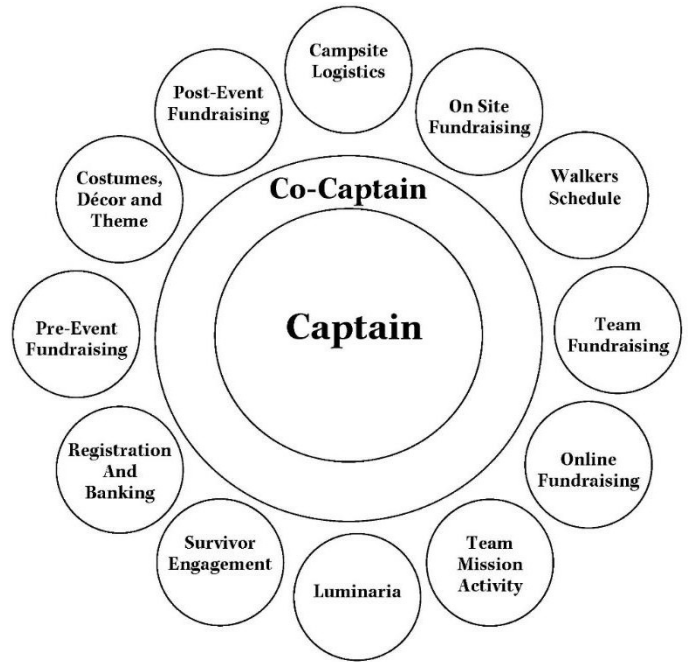 Campsite
Logistics
On Site
Fundraising
Walkers
Schedule
Team
Fundraising
Online
Fundraising
Team
Mission
Activity
Luminaria
Survivor
Engagement
Registration
And
Banking
Pre-Event
Fundraising
Costumes,
Décor and
Theme
Post-Event
Fundraising
Co-Captain
Captain